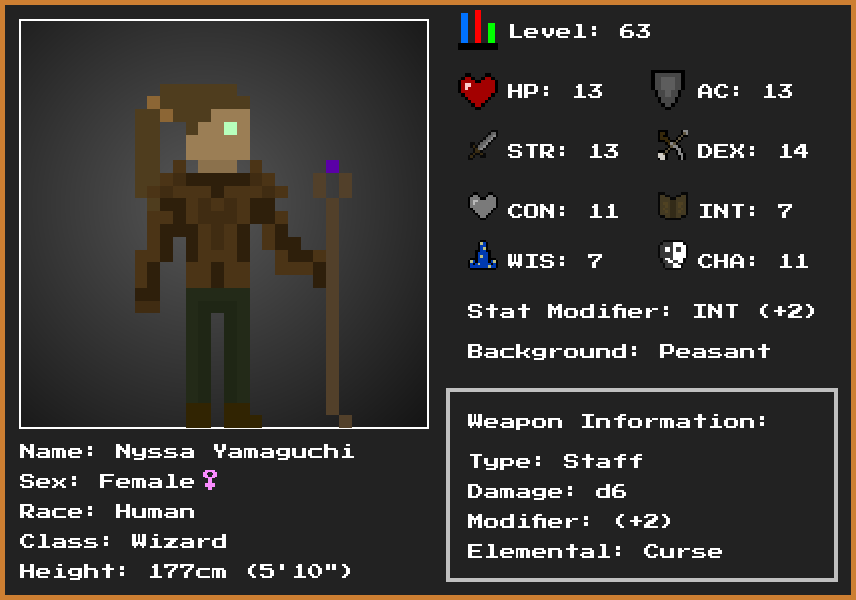 Level: 63
HP: 13 AC: 13
STR: 13 DEX: 14
CON: 11 INT: 7
WIS: 7 CHA: 11
Stat Modifier: INT (+2)
Background: Peasant
Weapon Information:
Type: Staff
Damage: d6
Modifier: (+2)
Elemental: Curse
Name: Nyssa Yamaguchi
Sex: Female♀
Race: Human
Class: Wizard
Height: 177cm (5'10")